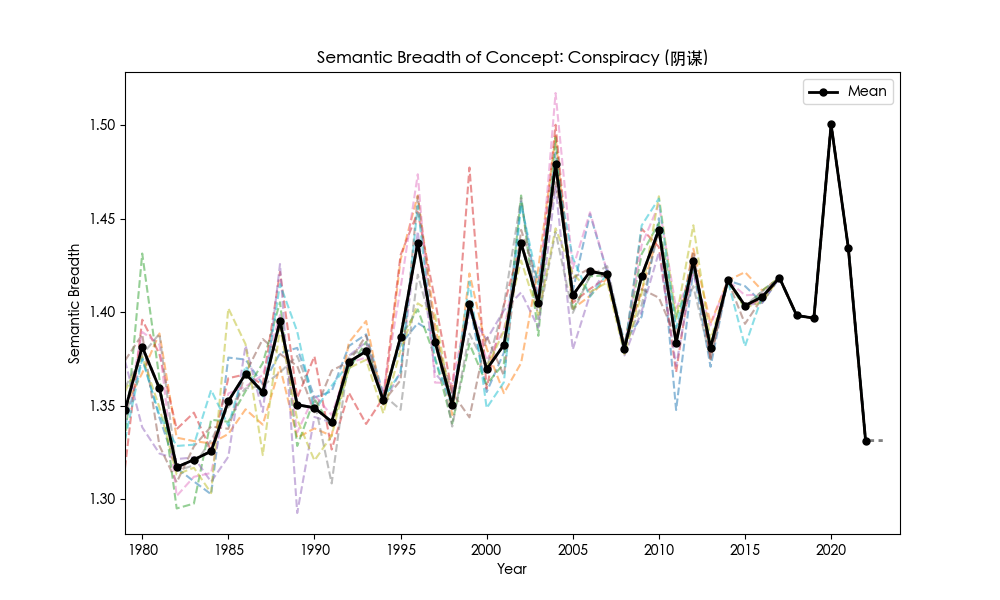 Semantic Breadth of Concept: Conspiracy (阴谋)
Mean
1.50
1.45
1.40
1.35
1.30
Semantic Breadth
1980 1985 1990 1995 2000 2005 2010 2015 2020
Year